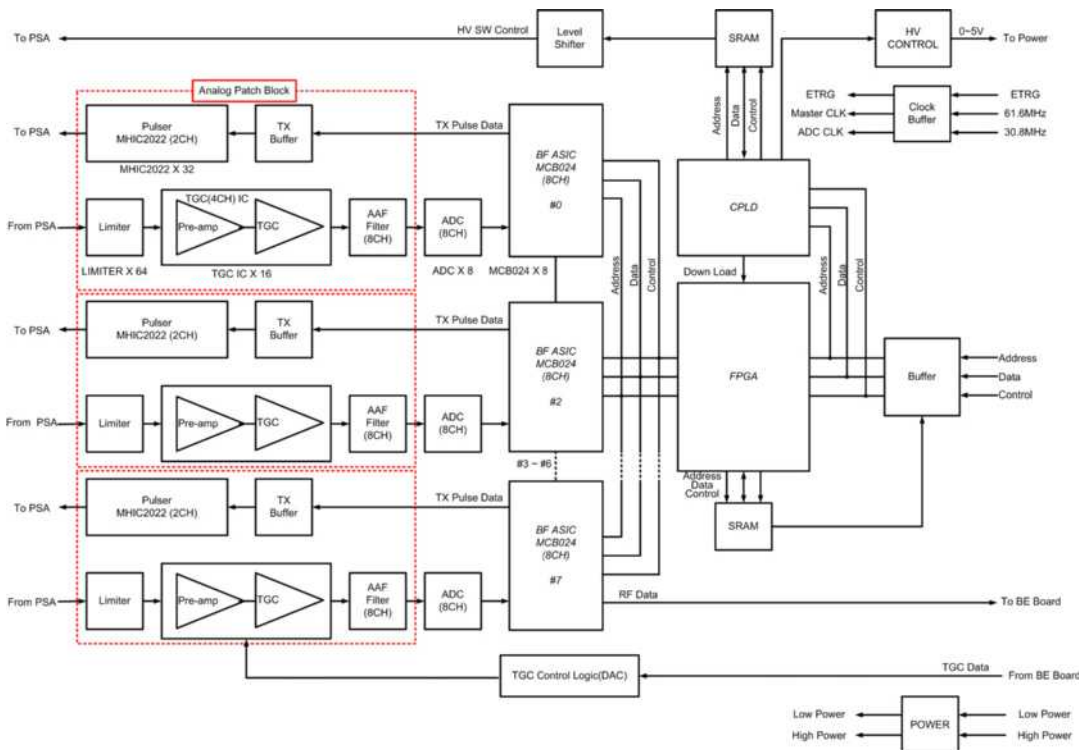 To PSA
HV SW Control
Level
Shifter
SRAM
HV
CONTROL
0~5V
To Power
Analog Patch Block
To PSA
Pulser
MHIC2022 (2CH)
TX
Buffer
TX Pulse Data
MHIC2022 X 32
BF ASIC
MCB024
(8CH)
#0
Address
Data
Control
ETRG
Master CLK
ADC CLK
Clock
Buffer
ETRG
61.6MHz
30.8MHz
CPLD
From PSA
Limiter
TGC(4CH) IC
Pre-amp
TGC
AAF
Filter
(8CH)
ADC
(8CH)
LIMITER X 64
TGC IC X 16
ADC X 8
MCB024 X 8
Address
Data
Control
Down Load
Address
Data
Control
To PSA
Pulser
MHIC2022 (2CH)
TX
Buffer
TX Pulse Data
BF ASIC
MCB024
(8CH)
#2
FPGA
Buffer
Address
Data
Control
From PSA
Limiter
Pre-amp
TGC
AAF
Filter
(8CH)
ADC
(8CH)
#3 ~ #6
Address
Data
Control
SRAM
To PSA
Pulser
MHIC2022 (2CH)
TX
Buffer
TX Pulse Data
BF ASIC
MCB024
(8CH)
#7
From PSA
Limiter
Pre-amp
TGC
AAF
Filter
(8CH)
ADC
(8CH)
RF Data
To BE Board
TGC Control Logic(DAC)
TGC Data
From BE Board
Low Power
High Power
POWER
Low Power
High Power